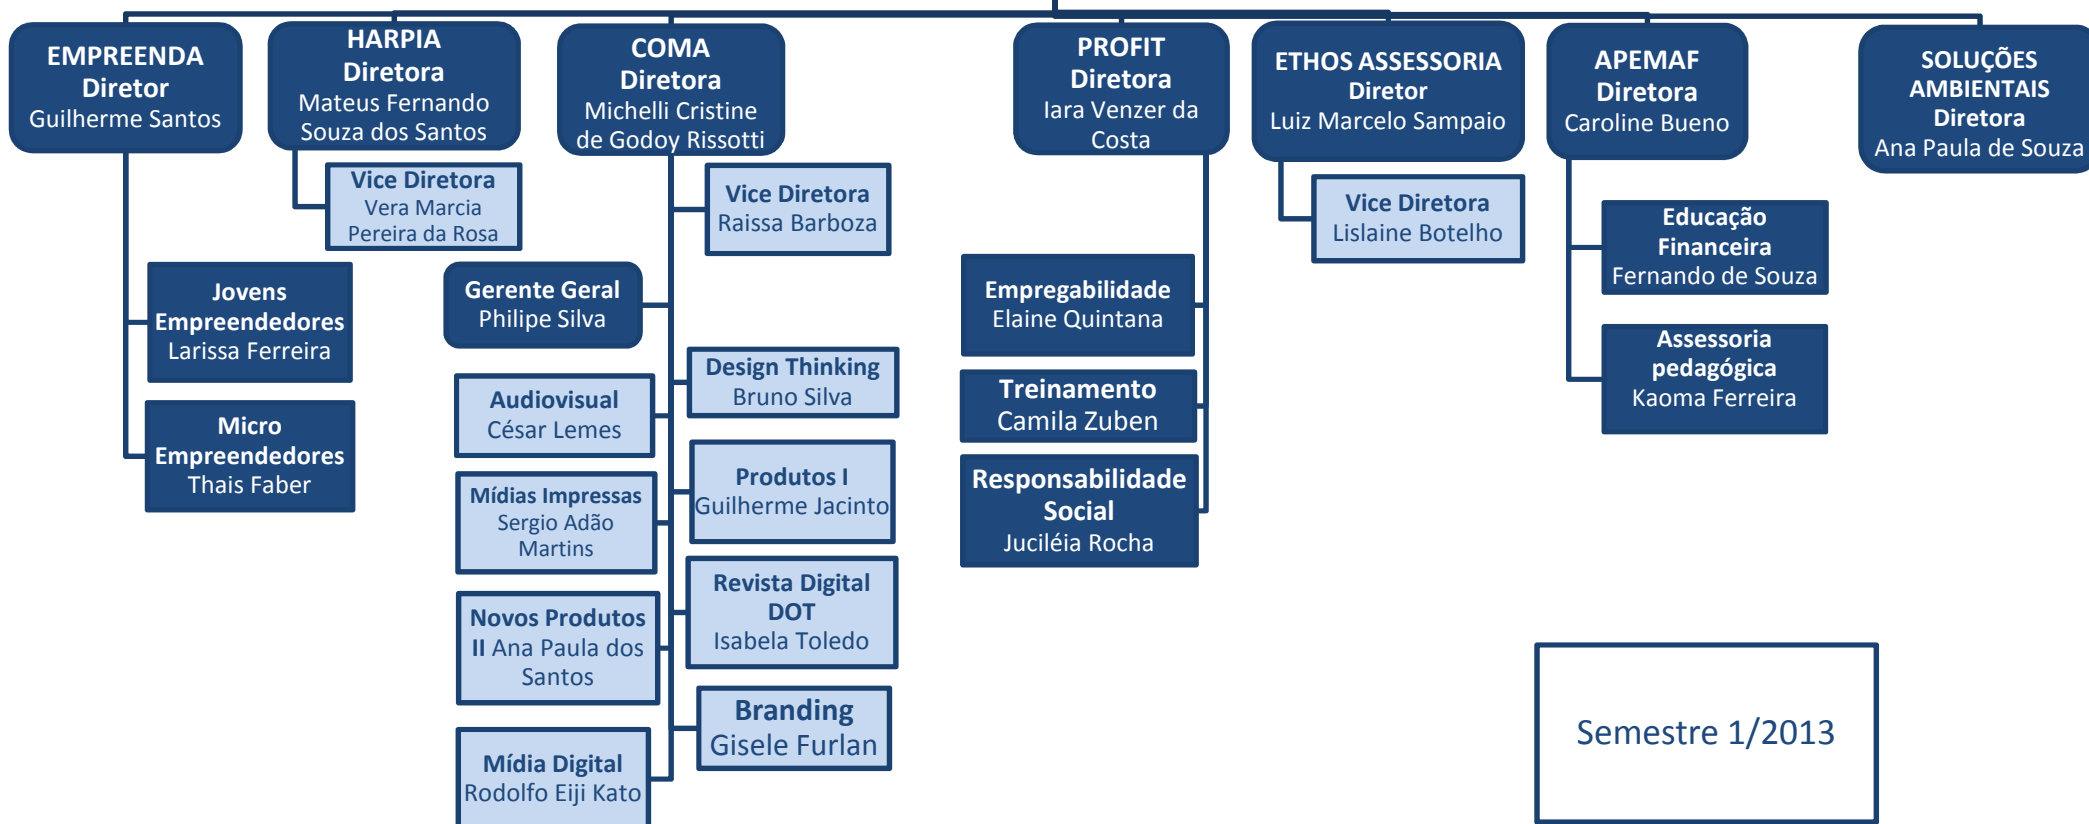 EMPREENDA
Diretor
Guilherme Santos
HARPIA
Diretora
Mateus Fernando
Souza dos Santos
COMA
Diretora
Michelli Cristine
de Godoy Rissotti
PROFIT
Diretora
Iara Venzer da
Costa
ETHOS ASSESSORIA
Diretor
Luiz Marcelo Sampaio
APEMAF
Diretora
Caroline Bueno
SOLUÇÕES
AMBIENTAIS
Diretora
Ana Paula de Souza
Vice Diretora
Vera Marcia
Pereira da Rosa
Vice Diretora
Raissa Barboza
Vice Diretora
Lislaine Botelho
Educação
Financeira
Fernando de Souza
Jovens
Empreendedores
Larissa Ferreira
Gerente Geral
Philipe Silva
Empregabilidade
Elaine Quintana
Assessoria
pedagógica
Kaoma Ferreira
Design Thinking
Bruno Silva
Audiovisual
César Lemes
Treinamento
Camila Zuben
Micro
Empreendedores
Thais Faber
Produtos I
Guilherme Jacinto
Mídias Impressas
Sergio Adão
Martins
Responsabilidade
Social
Juciléia Rocha
Revista Digital
DOT
Isabela Toledo
Novos Produtos
II Ana Paula dos
Santos
Branding
Gisele Furlan
Mídia Digital
Rodolfo Eiji Kato
Semestre 1/2013